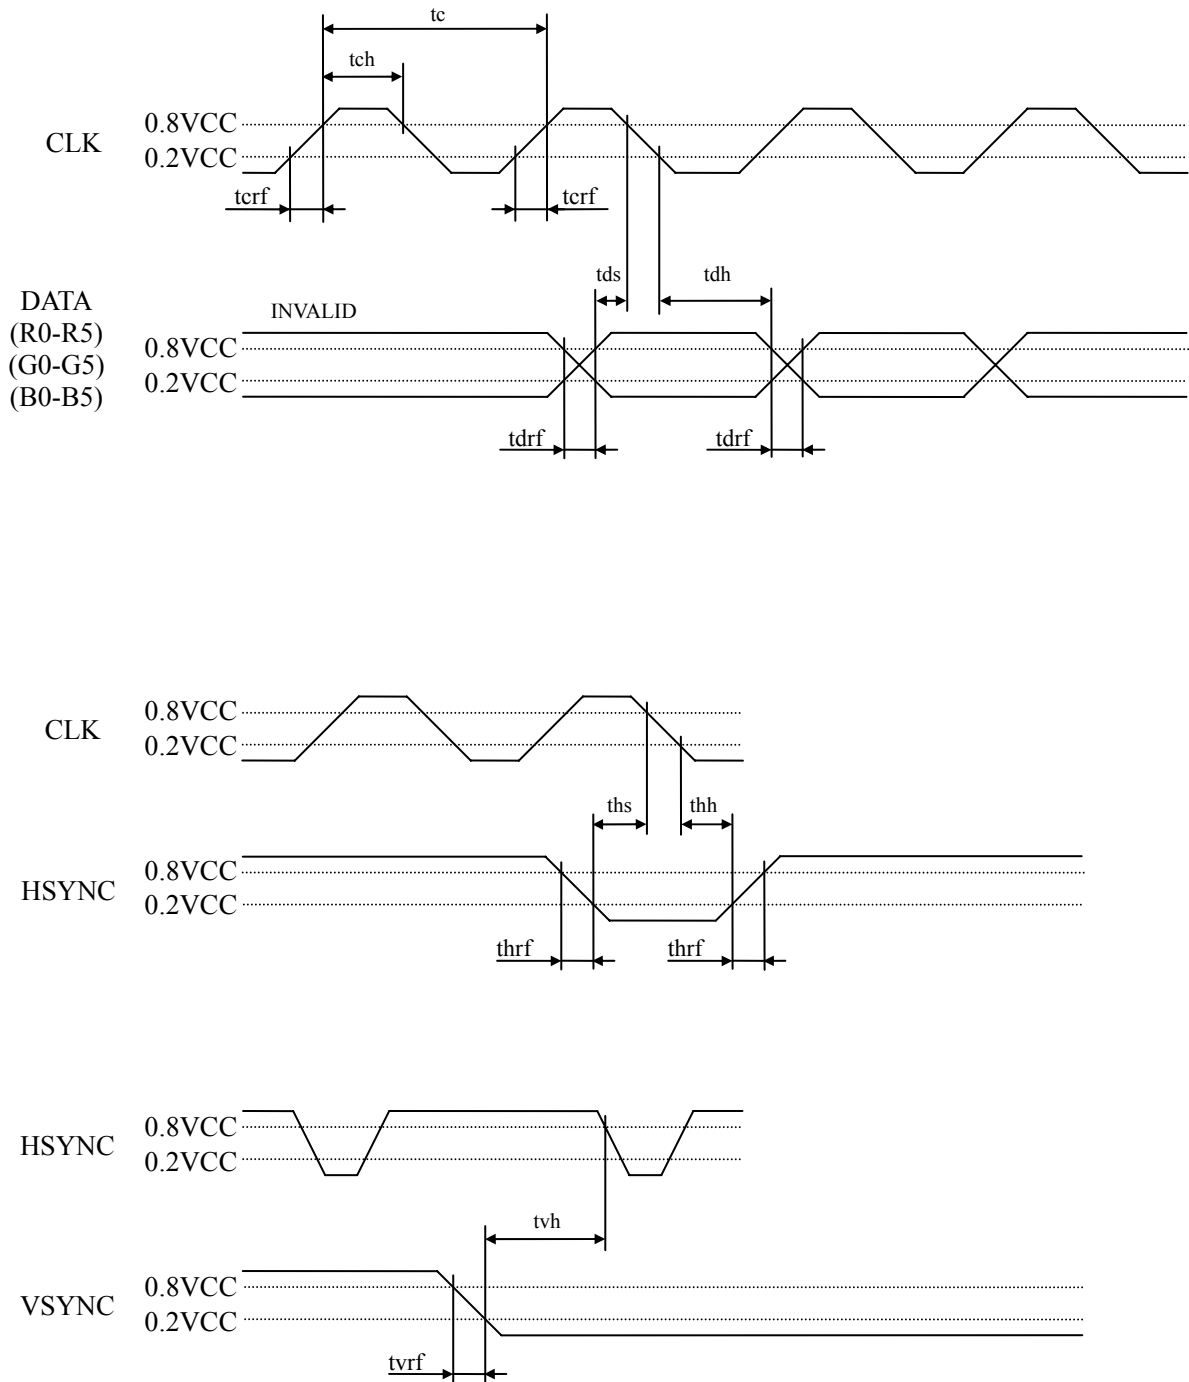 tc
tch
0.8VCC
CLK
0.2VCC
tcrf
tcrf
tds
tdh
DATA
(R0-R5)
(G0-G5)
(B0-B5)
INVALID
0.8VCC
0.2VCC
tdrf
tdrf
0.8VCC
CLK
0.2VCC
ths
thh
0.8VCC
HSYNC
0.2VCC
thrf
thrf
0.8VCC
HSYNC
0.2VCC
tvh
0.8VCC
VSYNC
0.2VCC
tvrf